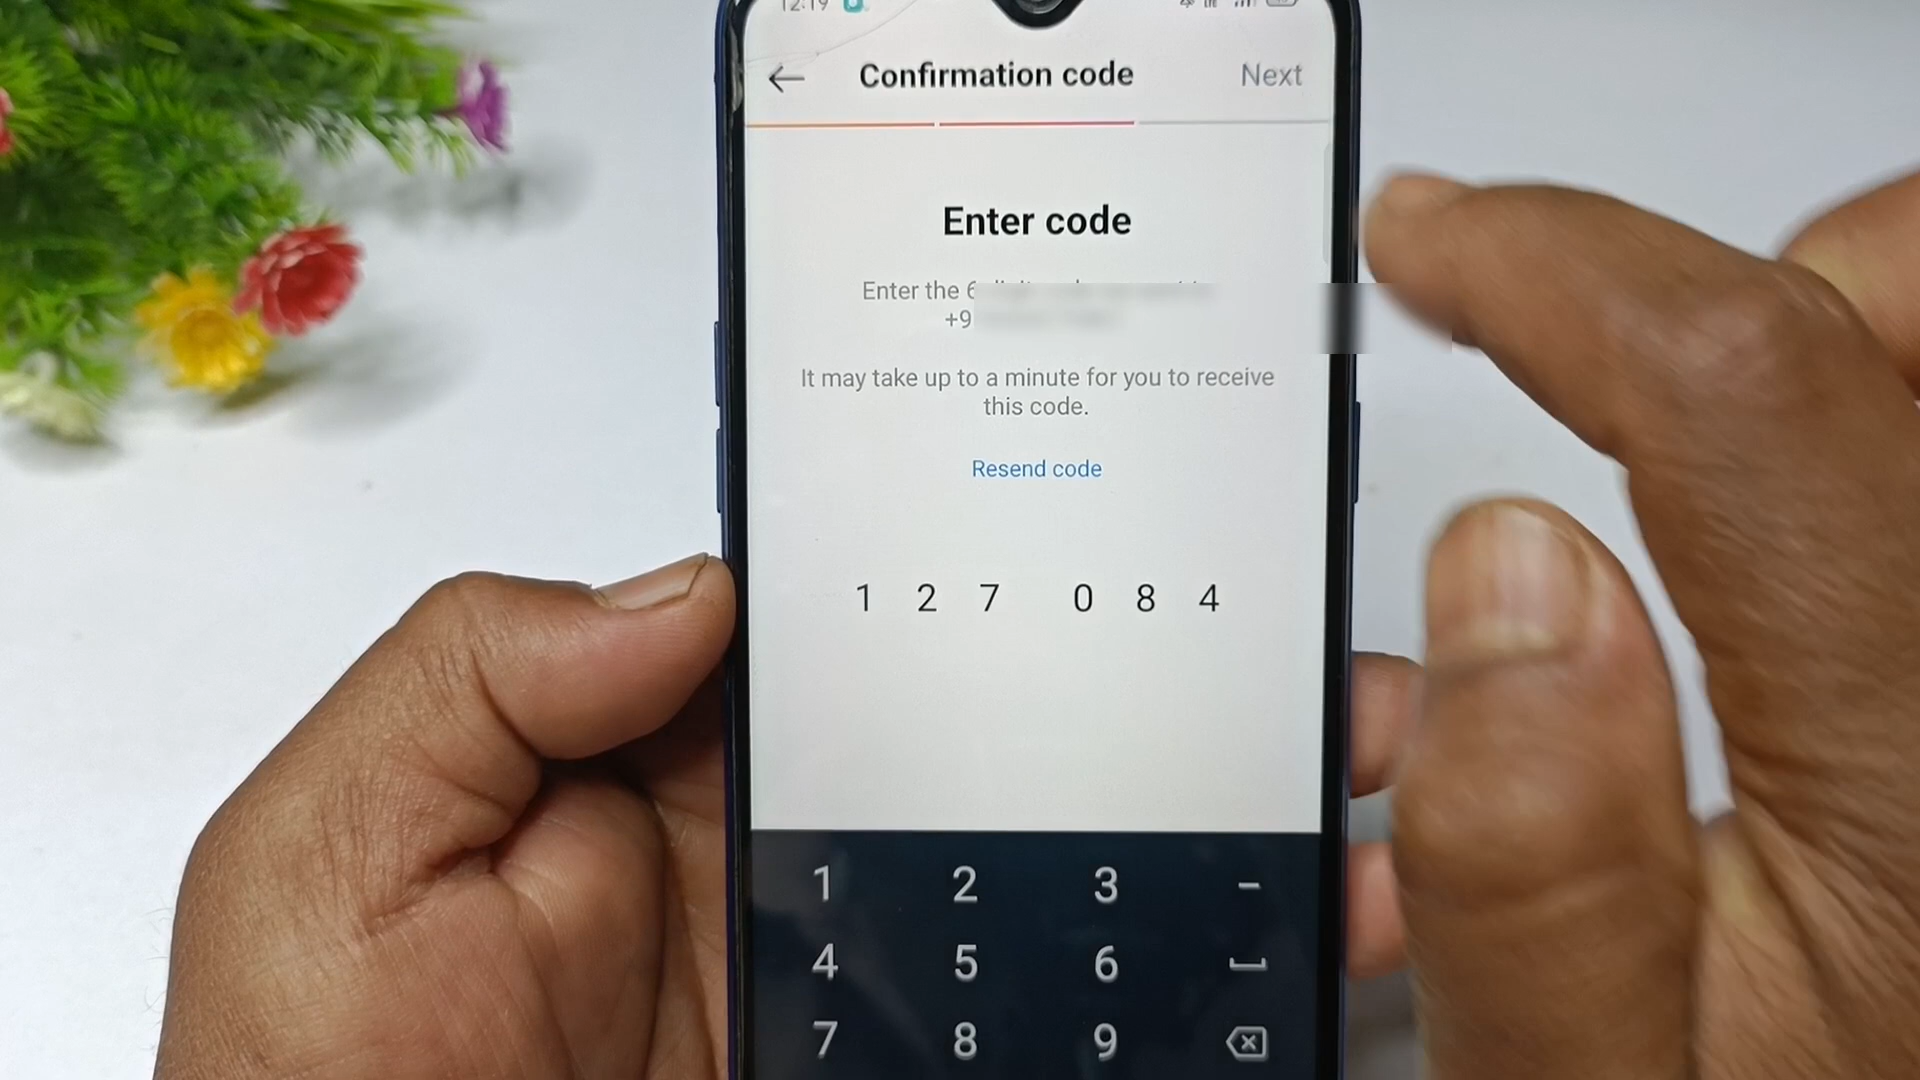 12:19
← Confirmation code Next
Enter code
Enter the 6
+9
It may take up to a minute for you to receive
this code.
Resend code
1 2 7 0 8 4
1 2 3 –
4 5 6
7 8 9